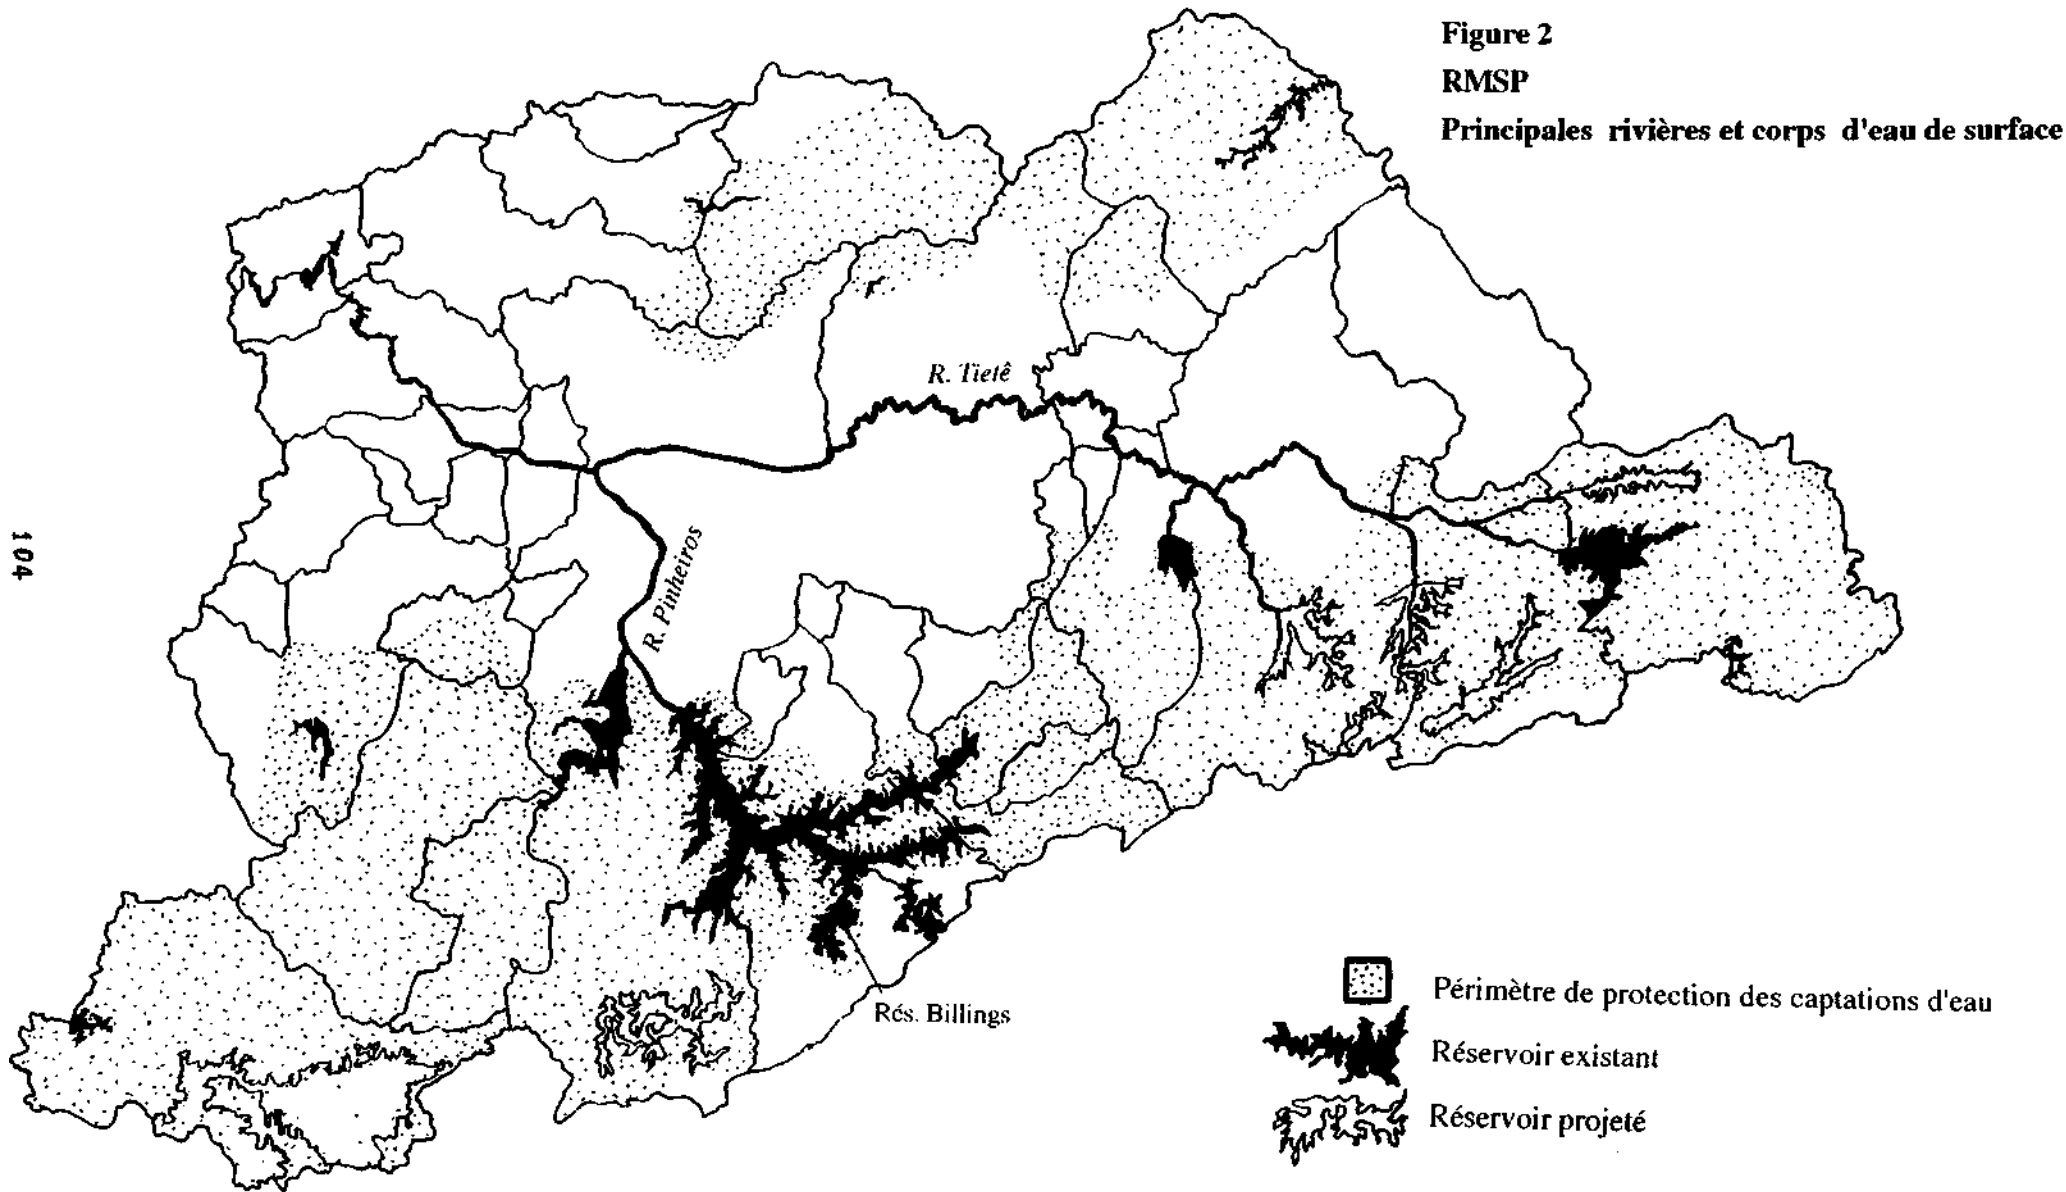 Figure 2
RMSP
Principales rivières et corps d'eau de surface
R. Tietê
R. Pinheiros
104
Rés. Billings
Périmètre de protection des captations d'eau
Réservoir existant
Réservoir projeté